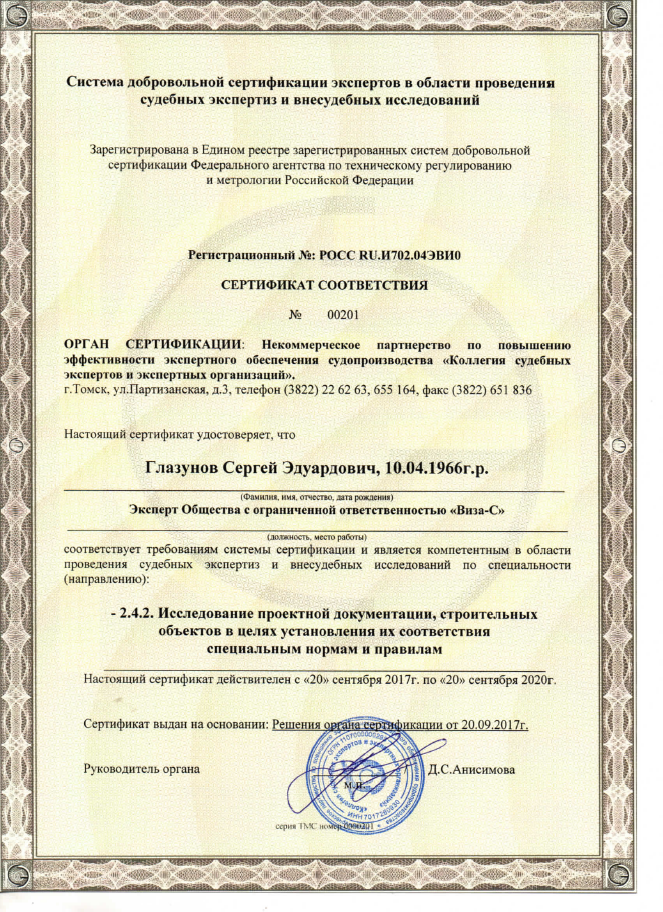 Система добровольной сертификации экспертов в области проведения
судебных экспертиз и внесудебных исследований
Зарегистрирована в Едином реестре зарегистрированных систем добровольной
сертификации Федерального агентства по техническому регулированию
и метрологии Российской Федерации
Регистрационный №: РОСС RU.И702.04ЭВИ0
СЕРТИФИКАТ СООТВЕТСТВИЯ
№ 00201
ОРГАН СЕРТИФИКАЦИИ: Некоммерческое партнерство по повышению
эффективности экспертного обеспечения судопроизводства «Коллегия судебных
экспертов и экспертных организаций».
г.Томск, ул.Партизанская, д.3, телефон (3822) 22 62 63, 655 164, факс (3822) 651 836
Настоящий сертификат удостоверяет, что
Глазунов Сергей Эдуардович, 10.04.1966г.р.
(Фамилия, имя, отчество, дата рождения)
Эксперт Общества с ограниченной ответственностью «Виза-С»
(должность, место работы)
соответствует требованиям системы сертификации и является компетентным в области
проведения судебных экспертиз и внесудебных исследований по специальности
(направлению):
- 2.4.2. Исследование проектной документации, строительных
объектов в целях установления их соответствия
специальным нормам и правилам
Настоящий сертификат действителен с «20» сентября 2017г. по «20» сентября 2020г.
Сертификат выдан на основании: Решения органа сертификации от 20.09.2017г.
Руководитель органа Д.С.Анисимова
м.п.
серия ТМС номер 0000201